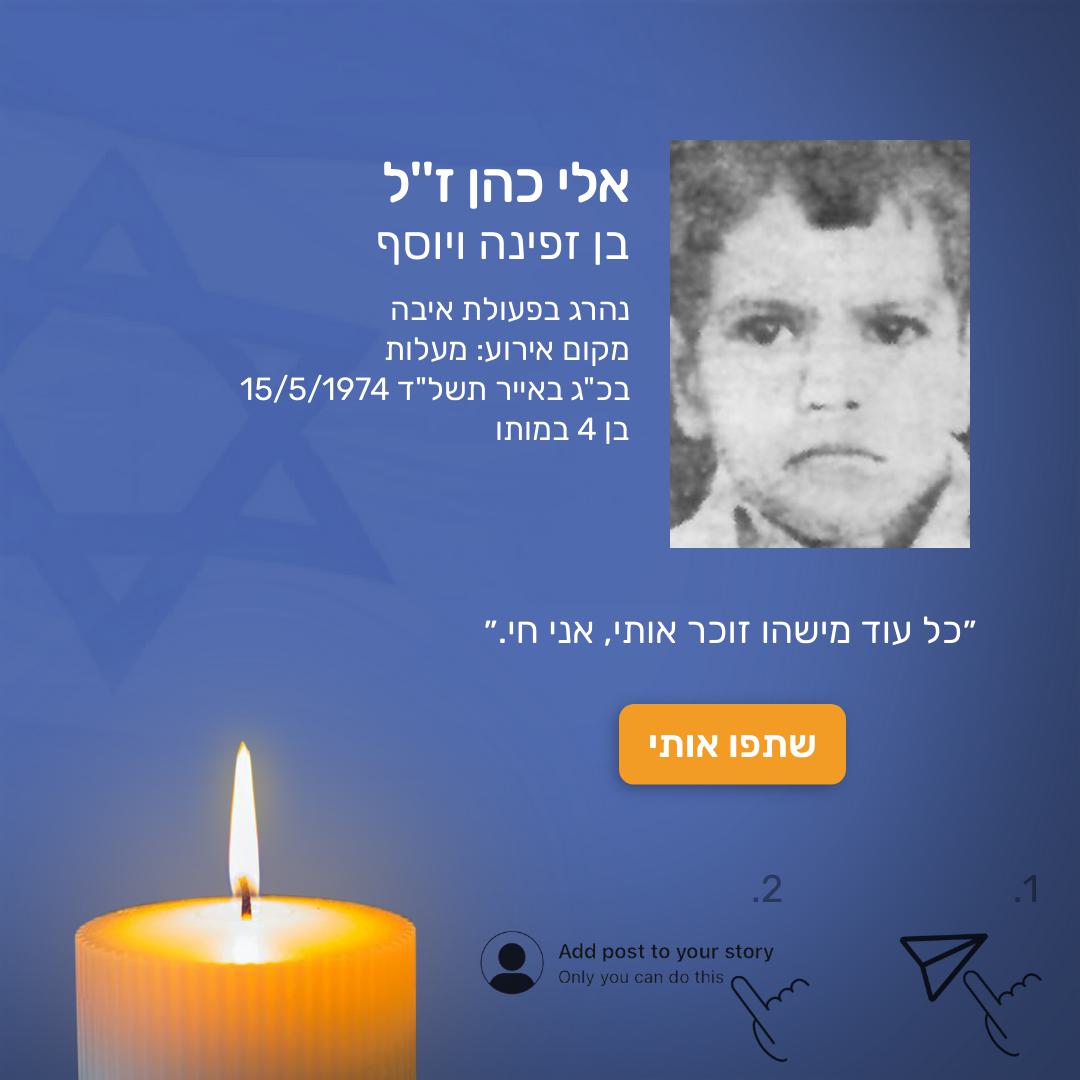 אלי כהן ז"ל
בן זפינה ויוסף
נהרג בפעולת איבה
מקום אירוע: מעלות
בכ"ג באייר תשל"ד 15/5/1974
בן 4 במותו
״כל עוד מישהו זוכר אותי, אני חי.״
שתפו אותי
1.
2.
Add post to your story
Only you can do this